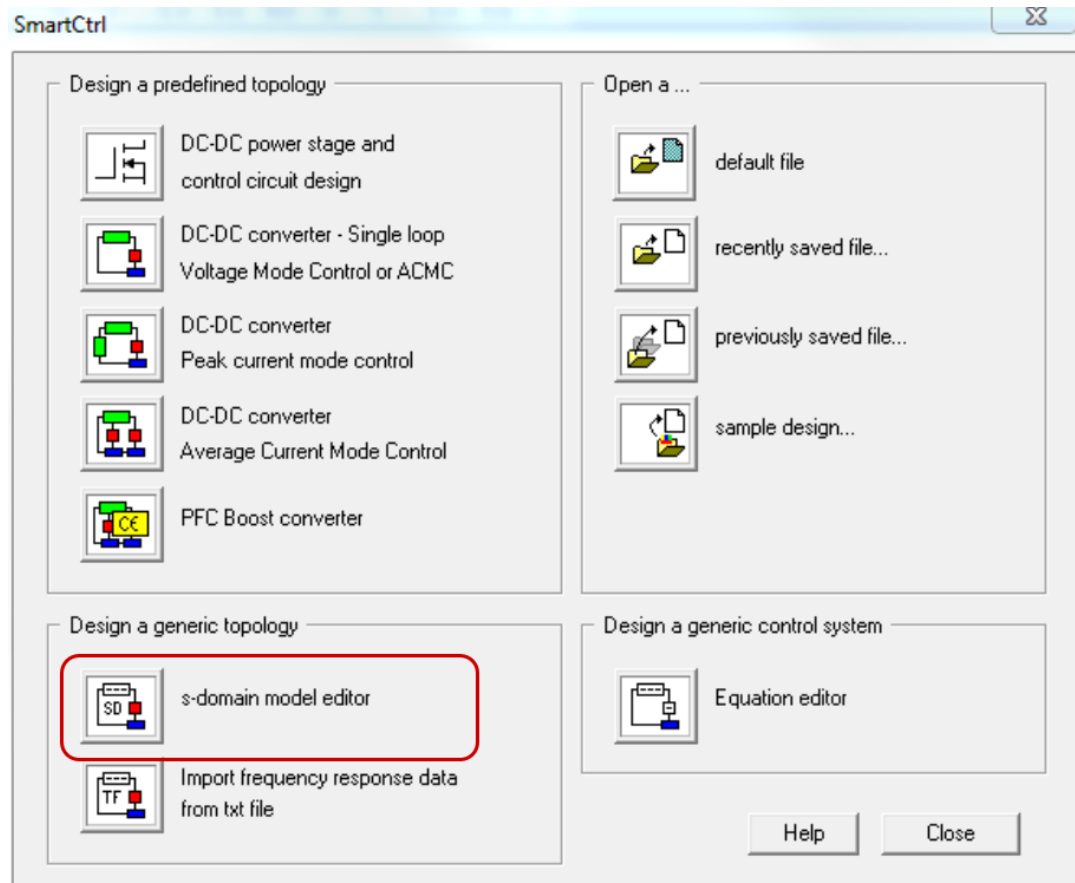 SmartCtrl
Design a predefined topology
DC-DC power stage and
control circuit design
DC-DC converter - Single loop
Voltage Mode Control or ACMC
DC-DC converter
Peak current mode control
DC-DC converter
Average Current Mode Control
C€
PFC Boost converter
Open a ...
default file
recently saved file...
previously saved file...
sample design...
Design a generic topology
SD
s-domain model editor
TF
Import frequency response data
from txt file
Design a generic control system
Equation editor
Help
Close